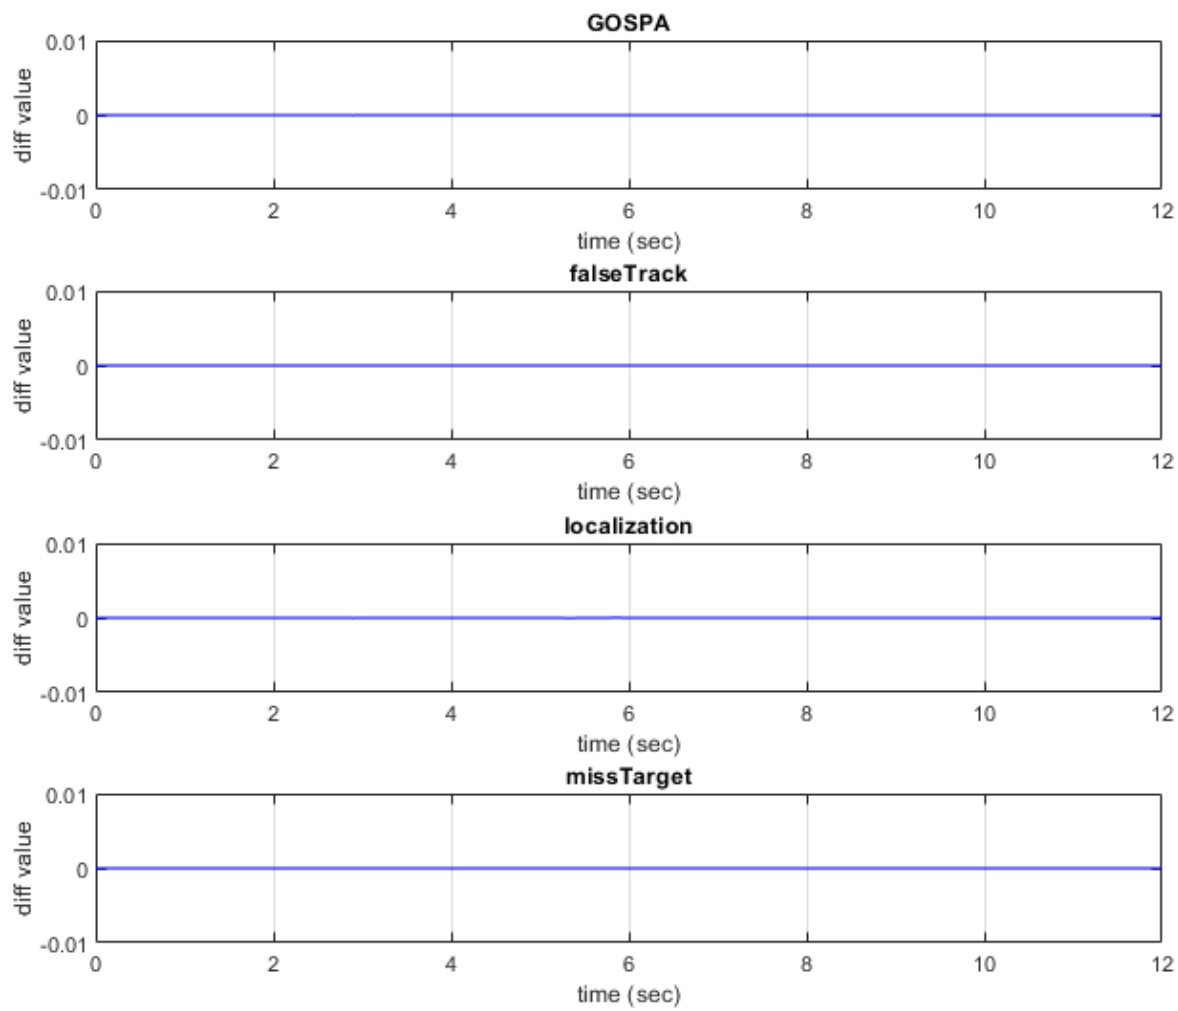 GOSPA
0.01
diff value
0
-0.01
0 2 4 6 8 10 12
time (sec)
falseTrack
0.01
diff value
0
-0.01
0 2 4 6 8 10 12
time (sec)
localization
0.01
diff value
0
-0.01
0 2 4 6 8 10 12
time (sec)
missTarget
0.01
diff value
0
-0.01
0 2 4 6 8 10 12
time (sec)